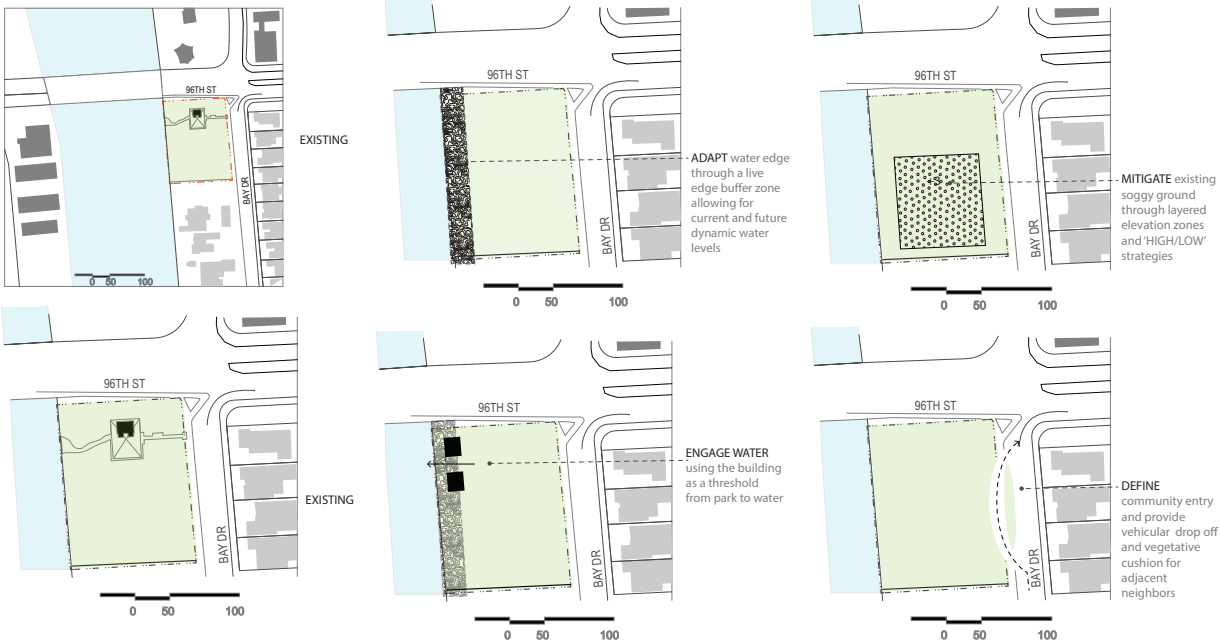 96TH ST
BAY DR
0 50 100
EXISTING
96TH ST
BAY DR
ADAPT water edge
through a live
edge buffer zone
allowing for
current and future
dynamic water
levels
0 50 100
96TH ST
BAY DR
MITIGATE existing
soggy ground
through layered
elevation zones
and ‘HIGH/LOW’
strategies
0 50 100
96TH ST
BAY DR
EXISTING
0 50 100
96TH ST
BAY DR
ENGAGE WATER
using the building
as a threshold
from park to water
0 50 100
96TH ST
BAY DR
DEFINE
community entry
and provide
vehicular drop off
and vegetative
cushion for
adjacent
neighbors
0 50 100